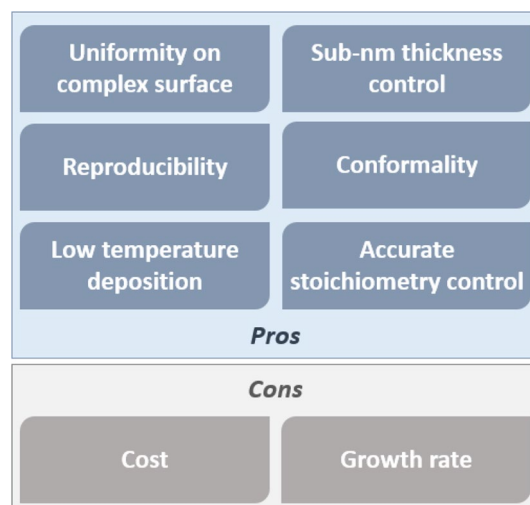 Uniformity on
complex surface
Sub-nm thickness
control
Reproducibility
Conformality
Low temperature
deposition
Accurate
stoichiometry control
Pros
Cons
Cost
Growth rate